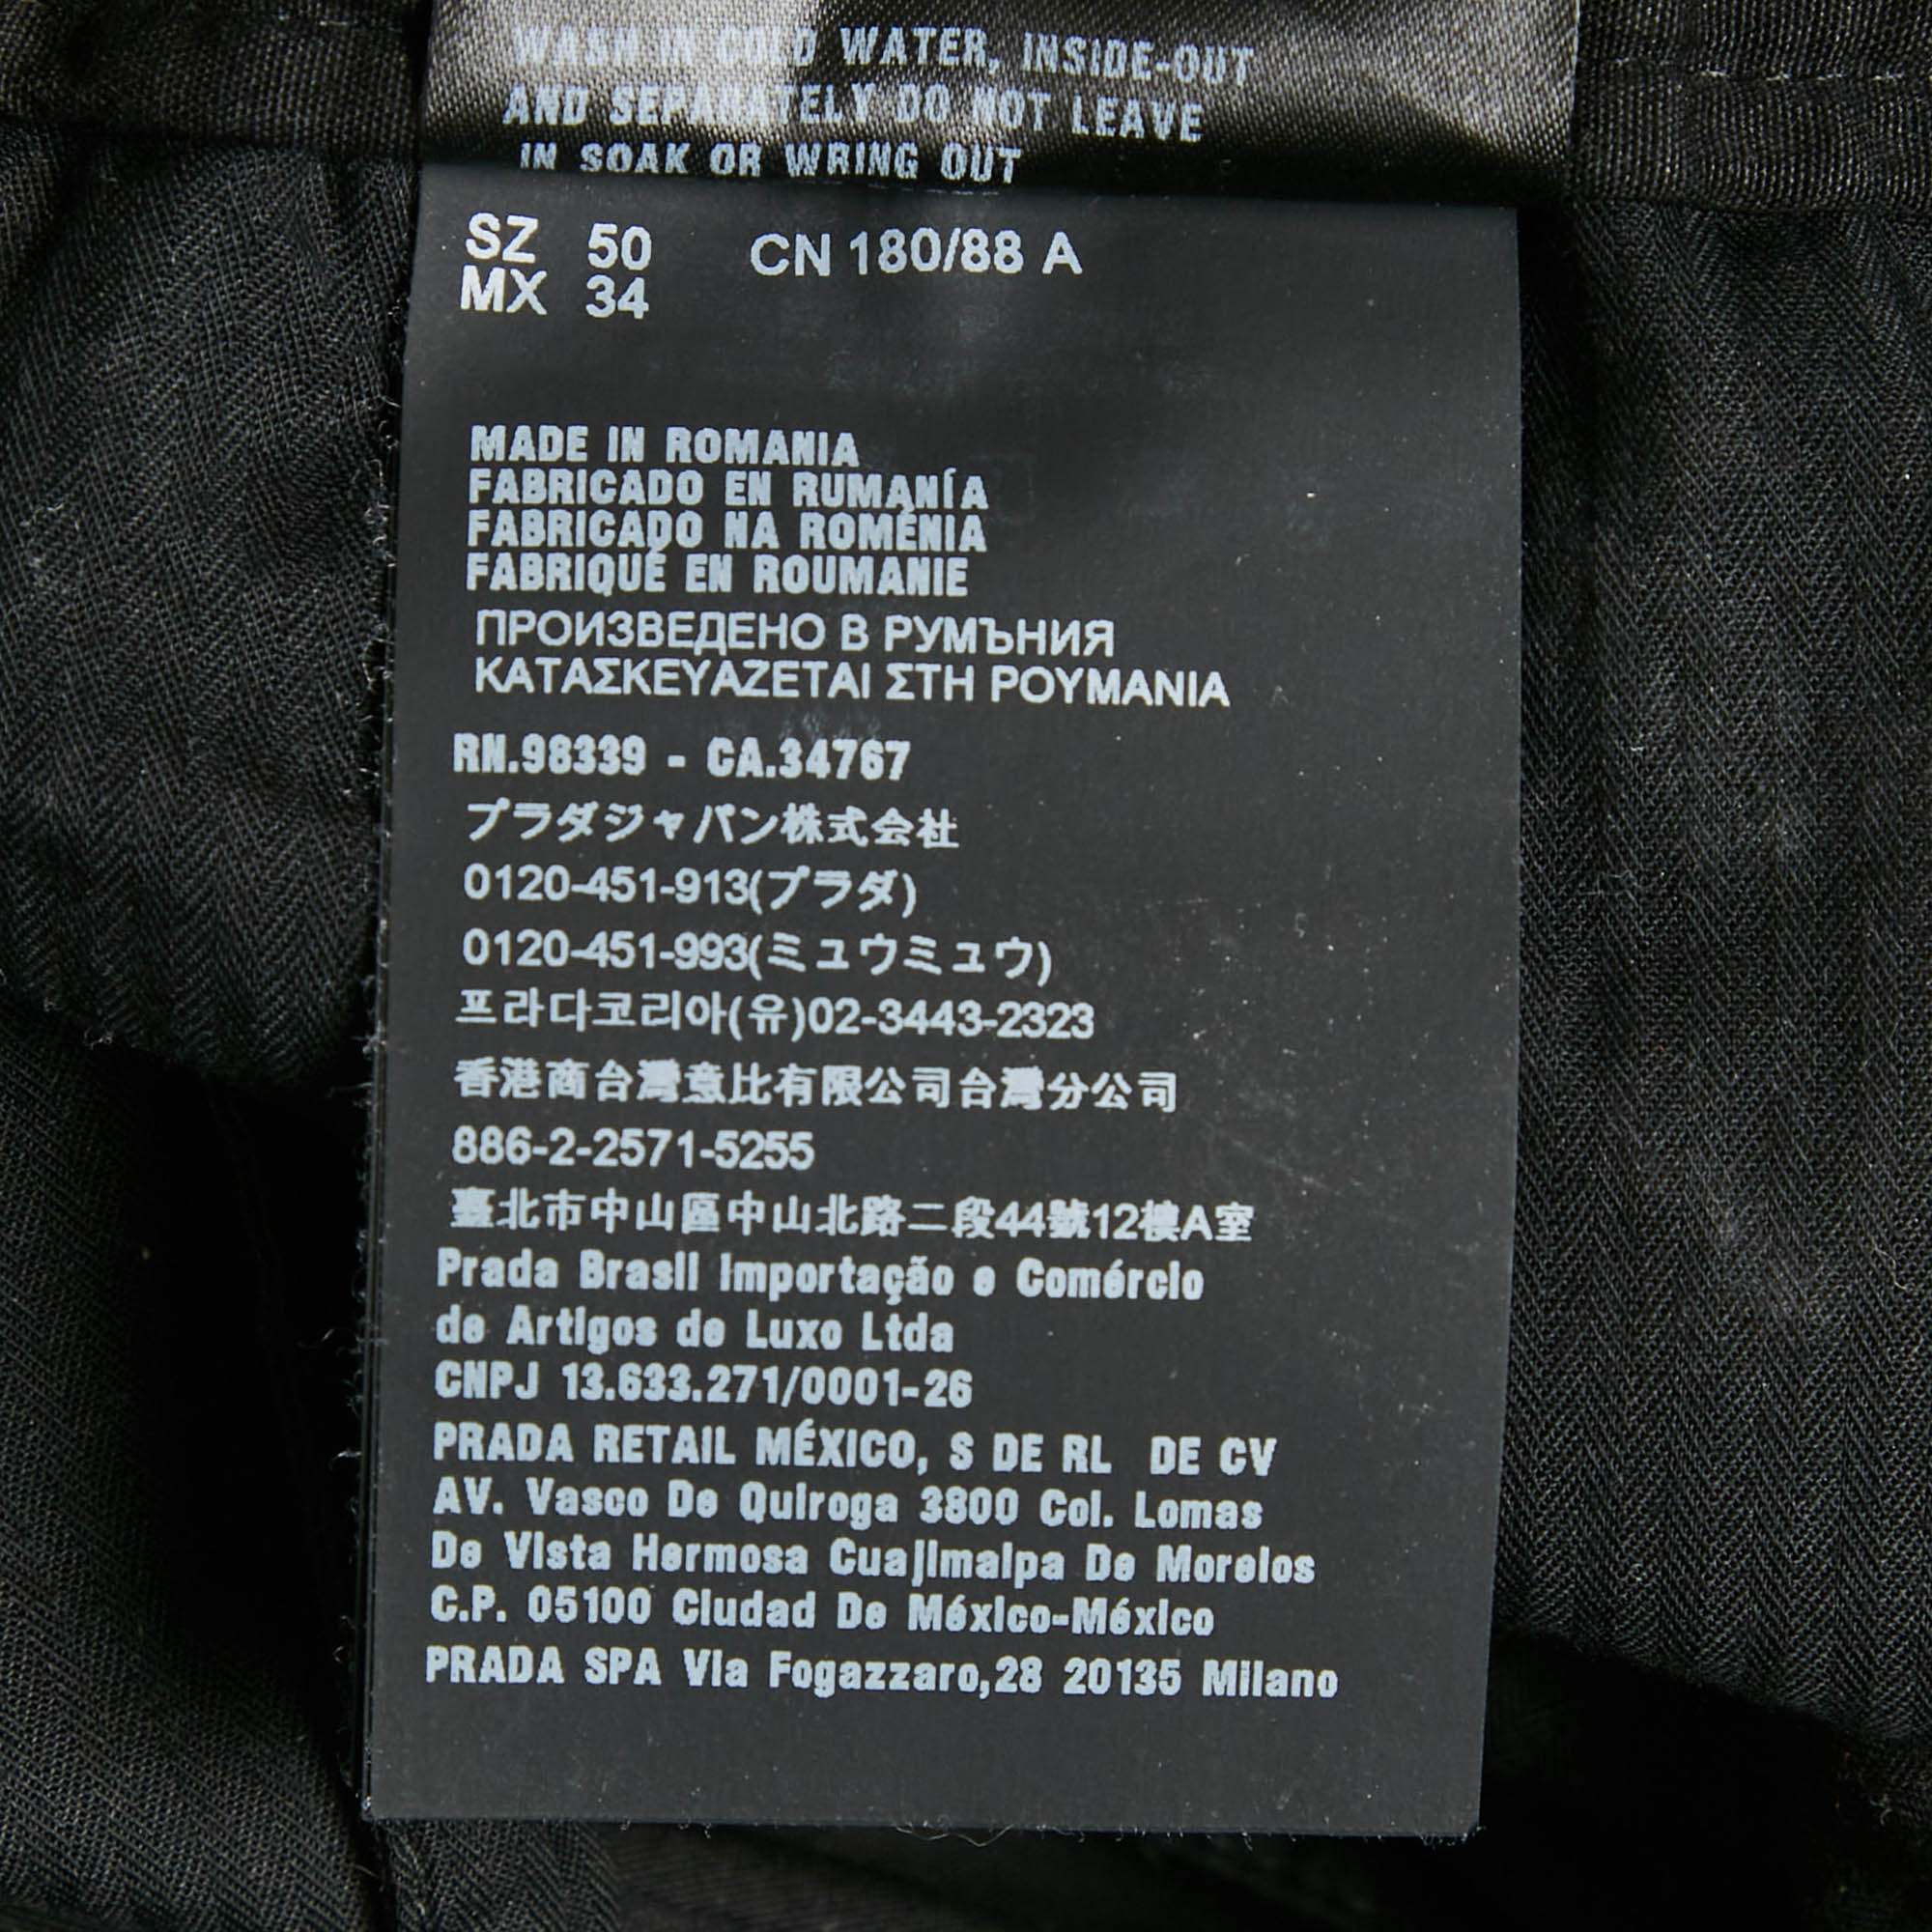 WASH IN COLD WATER, INSIDE-OUT
AND SEPARATELY DO NOT LEAVE
IN SOAK OR WRING OUT
SZ 50 CN 180/88 A
MX 34
MADE IN ROMANIA
FABRICADO EN RUMANÍA
FABRICADO NA ROMÊNIA
FABRIQUÉ EN ROUMANIE
ПРОИЗВЕДЕНО В РУМЪНИЯ
ΚΑΤΑΣΚΕΥΑΖΕΤΑΙ ΣΤΗ ΡΟΥΜΑΝΙΑ
RN.98339 - CA.34767
プラダジャパン株式会社
0120-451-913(プラダ)
0120-451-993(ミュウミュウ)
프라다코리아(유)02-3443-2323
香港商台灣意比有限公司台灣分公司
886-2-2571-5255
臺北市中山區中山北路二段44號12樓A室
Prada Brasil Importação e Comércio
de Artigos de Luxo Ltda
CNPJ 13.633.271/0001-26
PRADA RETAIL MÉXICO, S DE RL DE CV
AV. Vasco De Quiroga 3800 Col. Lomas
De Vista Hermosa Cuajimalpa De Morelos
C.P. 05100 Ciudad De México-México
PRADA SPA Via Fogazzaro,28 20135 Milano